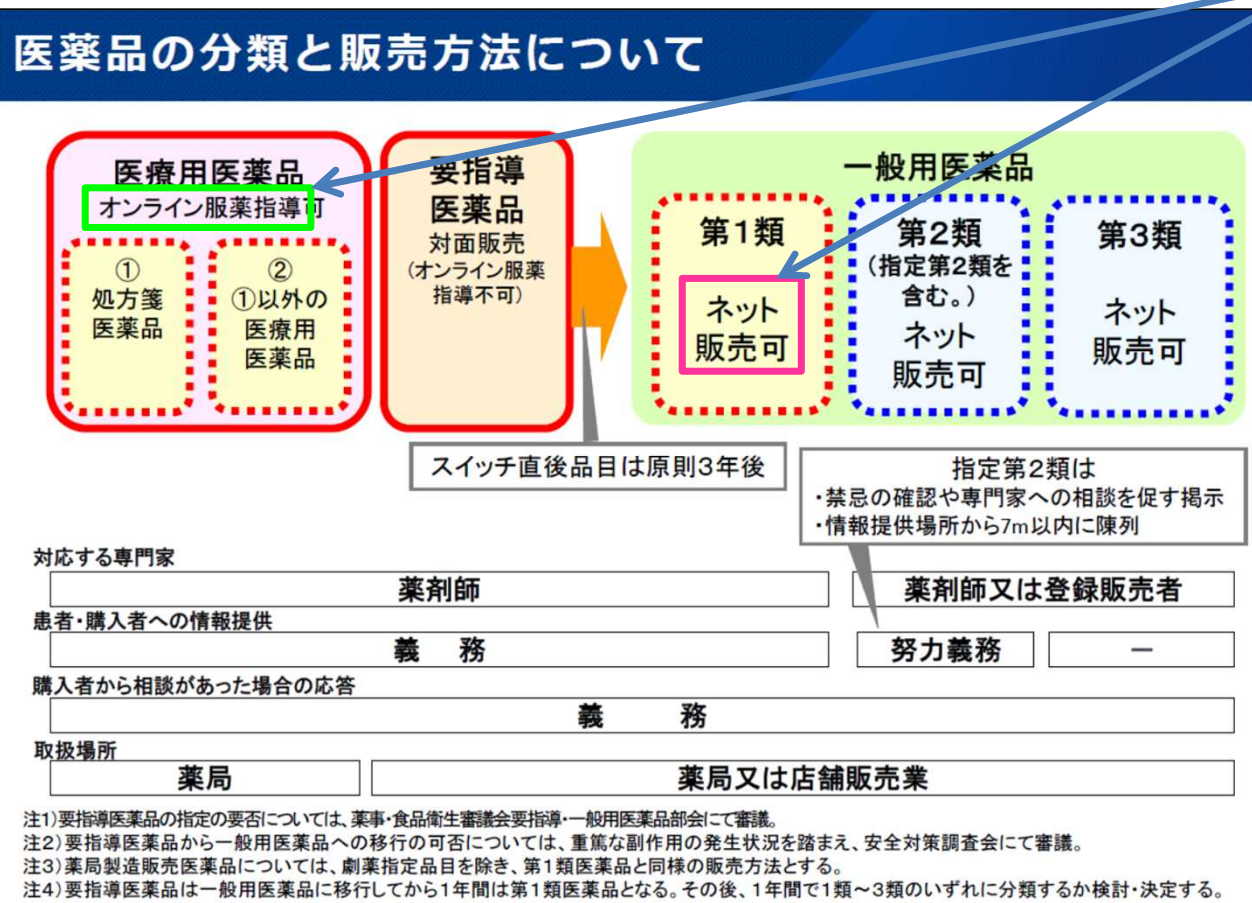 医薬品の分類と販売方法について
医療用医薬品
オンライン服薬指導可
①
処方箋
医薬品
②
①以外の
医療用
医薬品
要指導
医薬品
対面販売
(オンライン服薬
指導不可)
一般用医薬品
第1類
ネット
販売可
第2類
(指定第2類を
含む。)
ネット
販売可
第3類
ネット
販売可
スイッチ直後品目は原則3年後
指定第2類は
・禁忌の確認や専門家への相談を促す掲示
・情報提供場所から7m以内に陳列
対応する専門家
薬剤師
薬剤師又は登録販売者
患者・購入者への情報提供
義 務
努力義務
―
購入者から相談があった場合の応答
義 務
取扱場所
薬局
薬局又は店舗販売業
注1)要指導医薬品の指定の要否については、薬事・食品衛生審議会要指導・一般用医薬品部会にて審議。
注2)要指導医薬品から一般用医薬品への移行の可否については、重篤な副作用の発生状況を踏まえ、安全対策調査会にて審議。
注3)薬局製造販売医薬品については、劇薬指定品目を除き、第1類医薬品と同様の販売方法とする。
注4)要指導医薬品は一般用医薬品に移行してから1年間は第1類医薬品となる。その後、1年間で1類~3類のいずれに分類するか検討・決定する。